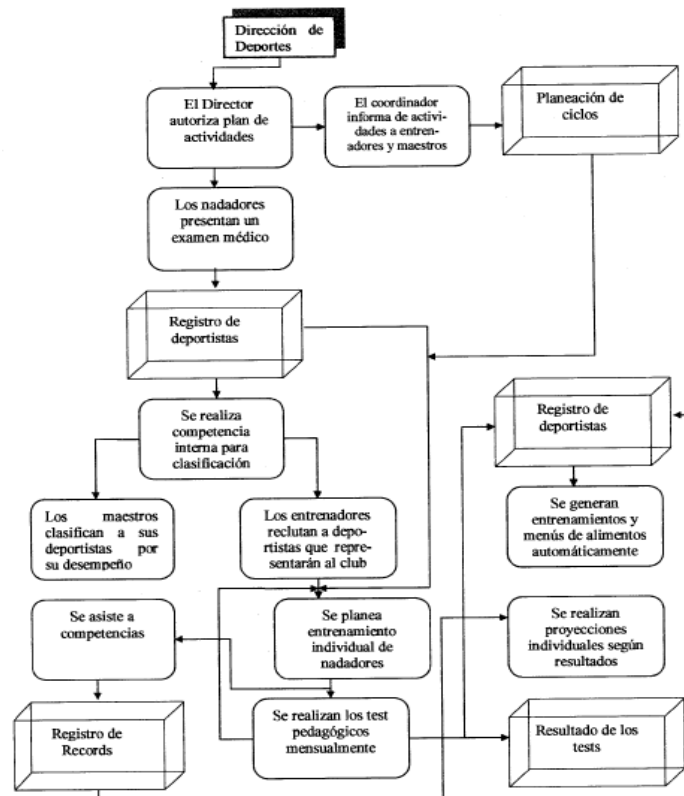 Dirección de
Deportes
El Director
autoriza plan de
actividades
El coordinador
informa de activi-
dades a entren-
adores y maestros
Planeación de
ciclos
Los nadadores
presentan un
examen médico
Registro de
deportistas
Se realiza
competencia
interna para
clasificación
Registro de
deportistas
Los maestros
clasifican a sus
deportistas por
su desempeño
Los entrenadores
reclutan a depo-
rtistas que repre-
sentarán al club
Se generan
entrenamientos y
menús de alimentos
automáticamente
Se asiste a
competencias
Se planea
entrenamiento
individual de
nadadores
Se realizan
proyecciones
individuales según
resultados
Registro de
Records
Se realizan los test
pedagógicos
mensualmente
Resultado de los
tests